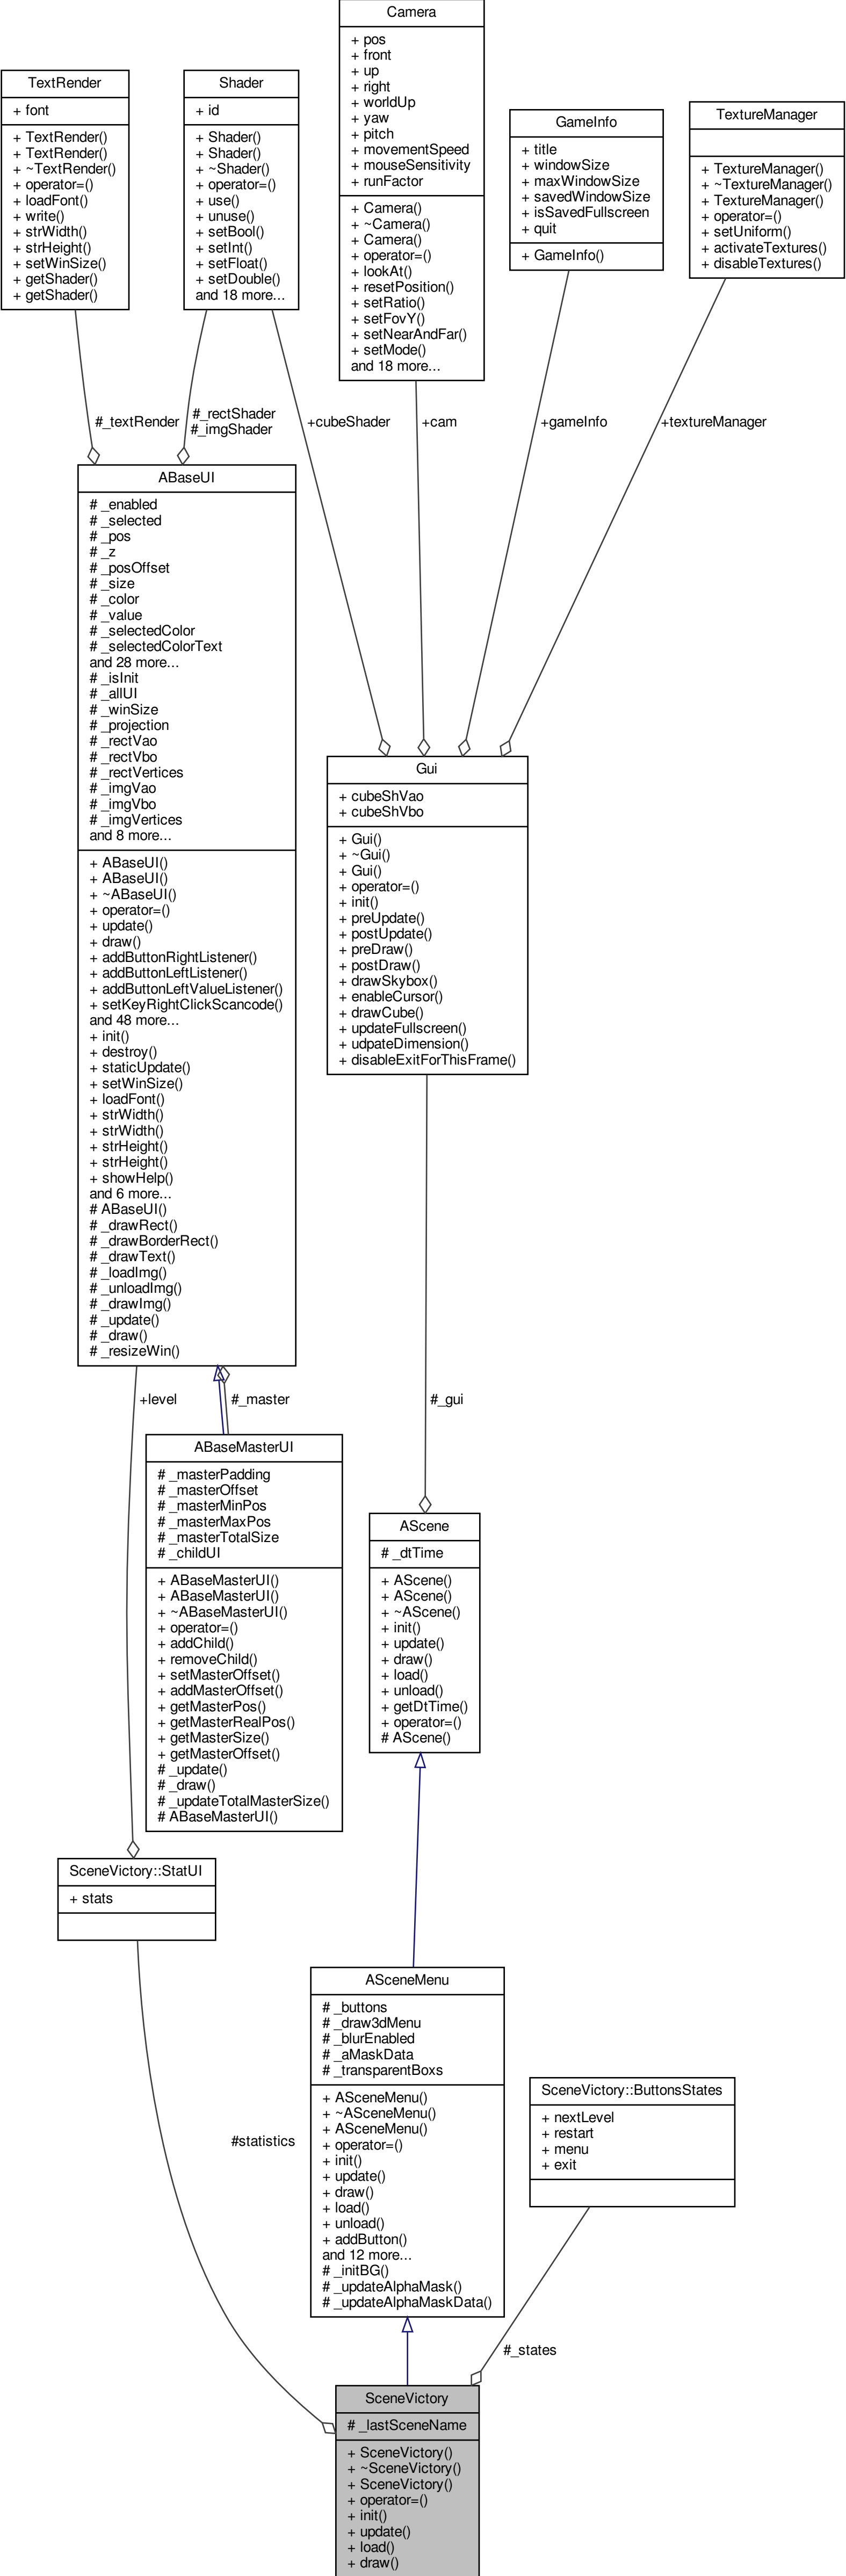 Camera
+ pos
+ front
+ up
+ right
+ worldUp
+ yaw
+ pitch
+ movementSpeed
+ mouseSensitivity
+ runFactor
+ Camera()
+ ~Camera()
+ Camera()
+ operator=()
+ lookAt()
+ resetPosition()
+ setRatio()
+ setFovY()
+ setNearAndFar()
+ setMode()
and 18 more...
TextRender
+ font
+ TextRender()
+ TextRender()
+ ~TextRender()
+ operator=()
+ loadFont()
+ write()
+ strWidth()
+ strHeight()
+ setWinSize()
+ getShader()
+ getShader()
Shader
+ id
+ Shader()
+ Shader()
+ ~Shader()
+ operator=()
+ use()
+ unuse()
+ setBool()
+ setInt()
+ setFloat()
+ setDouble()
and 18 more...
GameInfo
+ title
+ windowSize
+ maxWindowSize
+ savedWindowSize
+ isSavedFullscreen
+ quit
+ GameInfo()
TextureManager
+ TextureManager()
+ ~TextureManager()
+ TextureManager()
+ operator=()
+ setUniform()
+ activateTextures()
+ disableTextures()
#_textRender
#_rectShader
#_imgShader
+cubeShader
+cam
+gameInfo
+textureManager
ABaseUI
# _enabled
# _selected
# _pos
# _z
# _posOffset
# _size
# _color
# _value
# _selectedColor
# _selectedColorText
and 28 more...
# _isInit
# _allUI
# _winSize
# _projection
# _rectVao
# _rectVbo
# _rectVertices
# _imgVao
# _imgVbo
# _imgVertices
and 8 more...
+ ABaseUI()
+ ABaseUI()
+ ~ABaseUI()
+ operator=()
+ update()
+ draw()
+ addButtonRightListener()
+ addButtonLeftListener()
+ addButtonLeftValueListener()
+ setKeyRightClickScancode()
and 48 more...
+ init()
+ destroy()
+ staticUpdate()
+ setWinSize()
+ loadFont()
+ strWidth()
+ strWidth()
+ strHeight()
+ strHeight()
+ showHelp()
and 6 more...
# ABaseUI()
# _drawRect()
# _drawBorderRect()
# _drawText()
# _loadImg()
# _unloadImg()
# _drawImg()
# _update()
# _draw()
# _resizeWin()
Gui
+ cubeShVao
+ cubeShVbo
+ Gui()
+ ~Gui()
+ Gui()
+ operator=()
+ init()
+ preUpdate()
+ postUpdate()
+ preDraw()
+ postDraw()
+ drawSkybox()
+ enableCursor()
+ drawCube()
+ updateFullscreen()
+ udpateDimension()
+ disableExitForThisFrame()
+level
#_master
#_gui
ABaseMasterUI
# _masterPadding
# _masterOffset
# _masterMinPos
# _masterMaxPos
# _masterTotalSize
# _childUI
+ ABaseMasterUI()
+ ABaseMasterUI()
+ ~ABaseMasterUI()
+ operator=()
+ addChild()
+ removeChild()
+ setMasterOffset()
+ addMasterOffset()
+ getMasterPos()
+ getMasterRealPos()
+ getMasterSize()
+ getMasterOffset()
# _update()
# _draw()
# _updateTotalMasterSize()
# ABaseMasterUI()
AScene
# _dtTime
+ AScene()
+ AScene()
+ ~AScene()
+ init()
+ update()
+ draw()
+ load()
+ unload()
+ getDtTime()
+ operator=()
# AScene()
SceneVictory::StatUI
+ stats
ASceneMenu
# _buttons
# _draw3dMenu
# _blurEnabled
# _aMaskData
# _transparentBoxs
+ ASceneMenu()
+ ~ASceneMenu()
+ ASceneMenu()
+ operator=()
+ init()
+ update()
+ draw()
+ load()
+ unload()
+ addButton()
and 12 more...
# _initBG()
# _updateAlphaMask()
# _updateAlphaMaskData()
SceneVictory::ButtonsStates
+ nextLevel
+ restart
+ menu
+ exit
#statistics
#_states
SceneVictory
# _lastSceneName
+ SceneVictory()
+ ~SceneVictory()
+ SceneVictory()
+ operator=()
+ init()
+ update()
+ load()
+ draw()